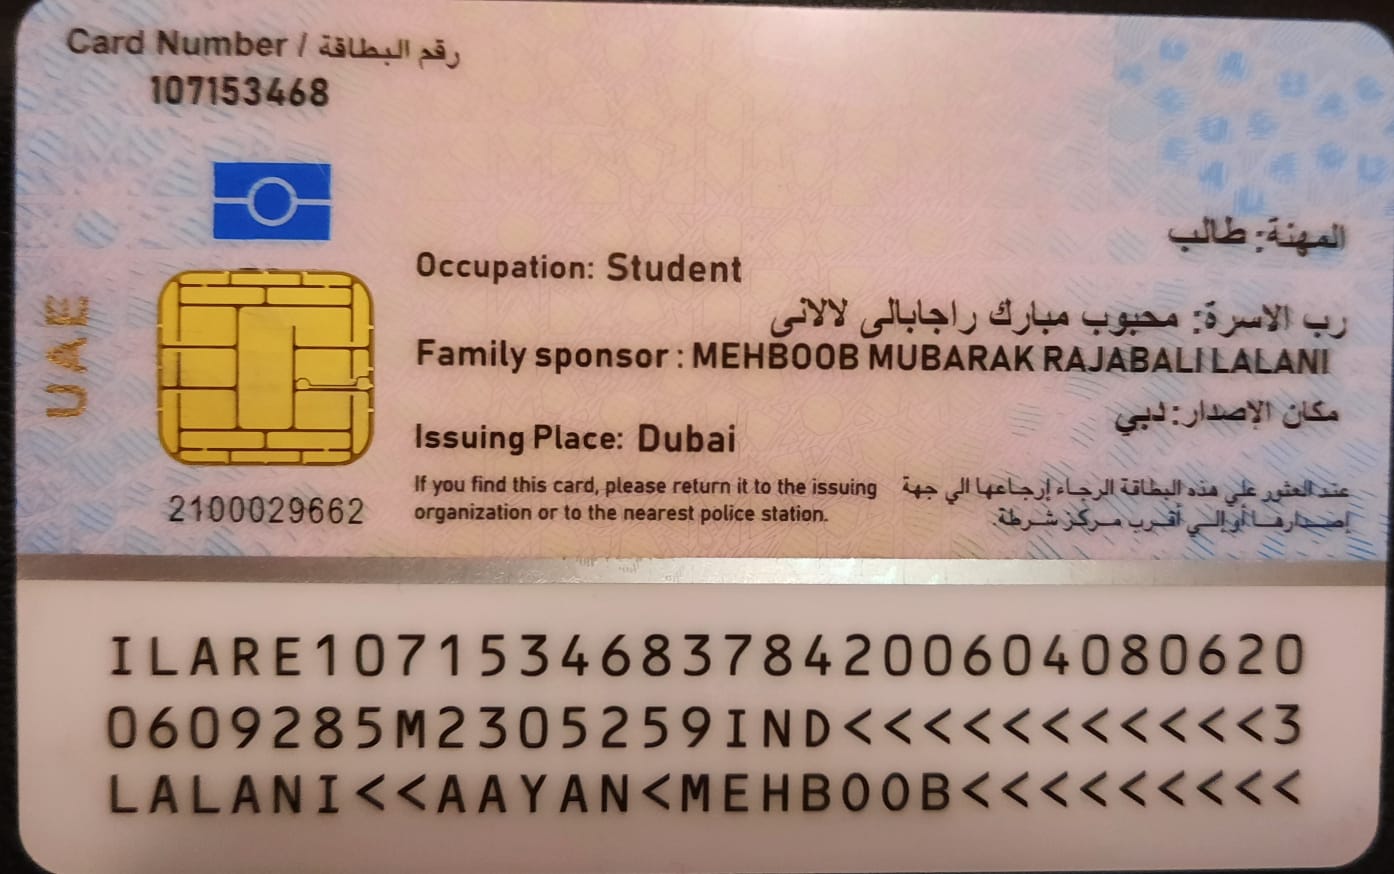 Card Number / رقم البطاقة
107153468
UAE
المهنة: طالب
Occupation: Student
رب الاسرة: محبوب مبارك راجابالى لالانى
Family sponsor : MEHBOOB MUBARAK RAJABALI LALANI
مكان الإصدار: دبي
Issuing Place: Dubai
If you find this card, please return it to the issuing
organization or to the nearest police station.
عند العثور علي هذه البطاقة الرجاء إرجاعها الي جهة
إصدارها أو إلي أقرب مركز شرطة.
2100029662
ILARE1071534683784200604080620
0609285M2305259IND<<<<<<<<<<<3
LALANI<<AAYAN<MEHBOOB<<<<<<<<<